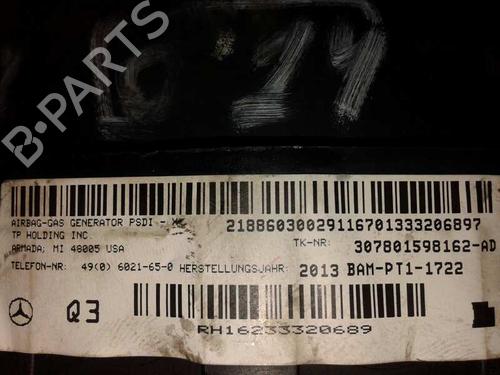 AIRBAG-GAS GENERATOR PSDI -
TP HOLDING INC.
ARMADA; MI 48005 USA
TELEFON-NR: 49(0) 6021-65-0 HERSTELLUNGSJAHR: 2013 BAM-PT1-1722
21886030029116701333206897
TK-NR: 307801598162-AD
Q3
RH16233320689
B-PARTS